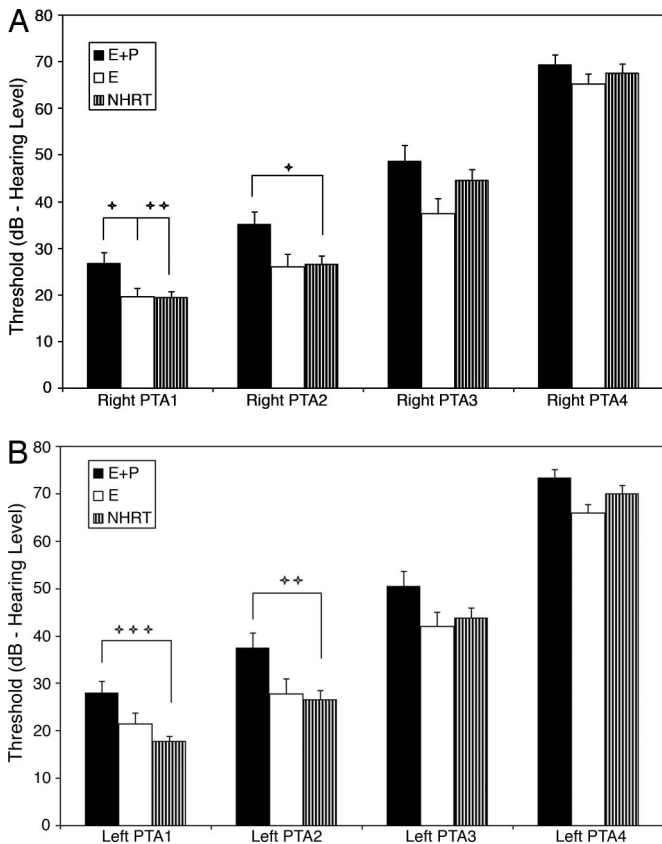 A
80
70
60
50
40
30
20
10
0
Threshold (dB - Hearing Level)
E+P
E
NHRT
Right PTA1 Right PTA2 Right PTA3 Right PTA4
B
80
70
60
50
40
30
20
10
0
Threshold (dB - Hearing Level)
E+P
E
NHRT
Left PTA1 Left PTA2 Left PTA3 Left PTA4